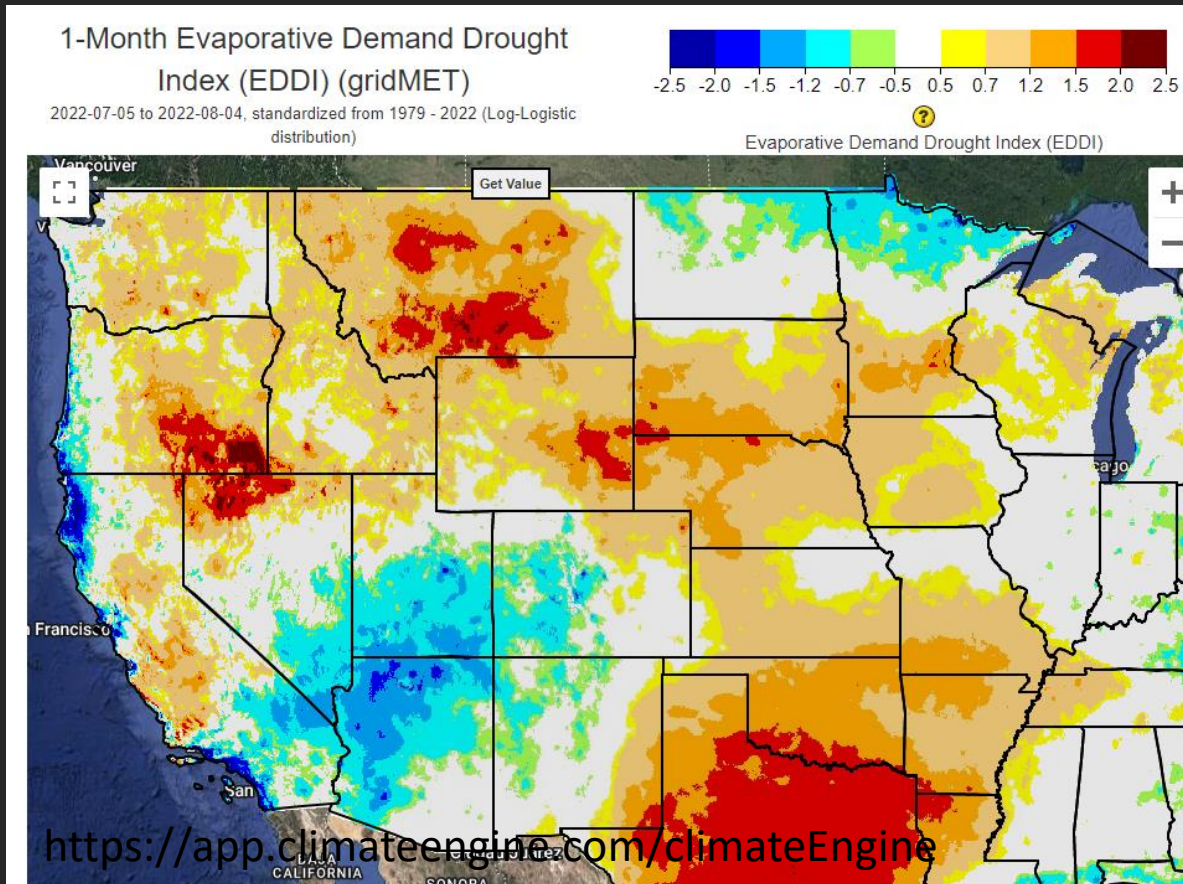 1-Month Evaporative Demand Drought
Index (EDDI) (gridMET)
2022-07-05 to 2022-08-04, standardized from 1979 - 2022 (Log-Logistic
distribution)
-2.5 -2.0 -1.5 -1.2 -0.7 -0.5 0.5 0.7 1.2 1.5 2.0 2.5
?
Evaporative Demand Drought Index (EDDI)
Vancouver
Get Value
+
−
cago
Francisco
San
https://app.climateengine.com/climateEngine
BAJA
CALIFORNIA
SONORA